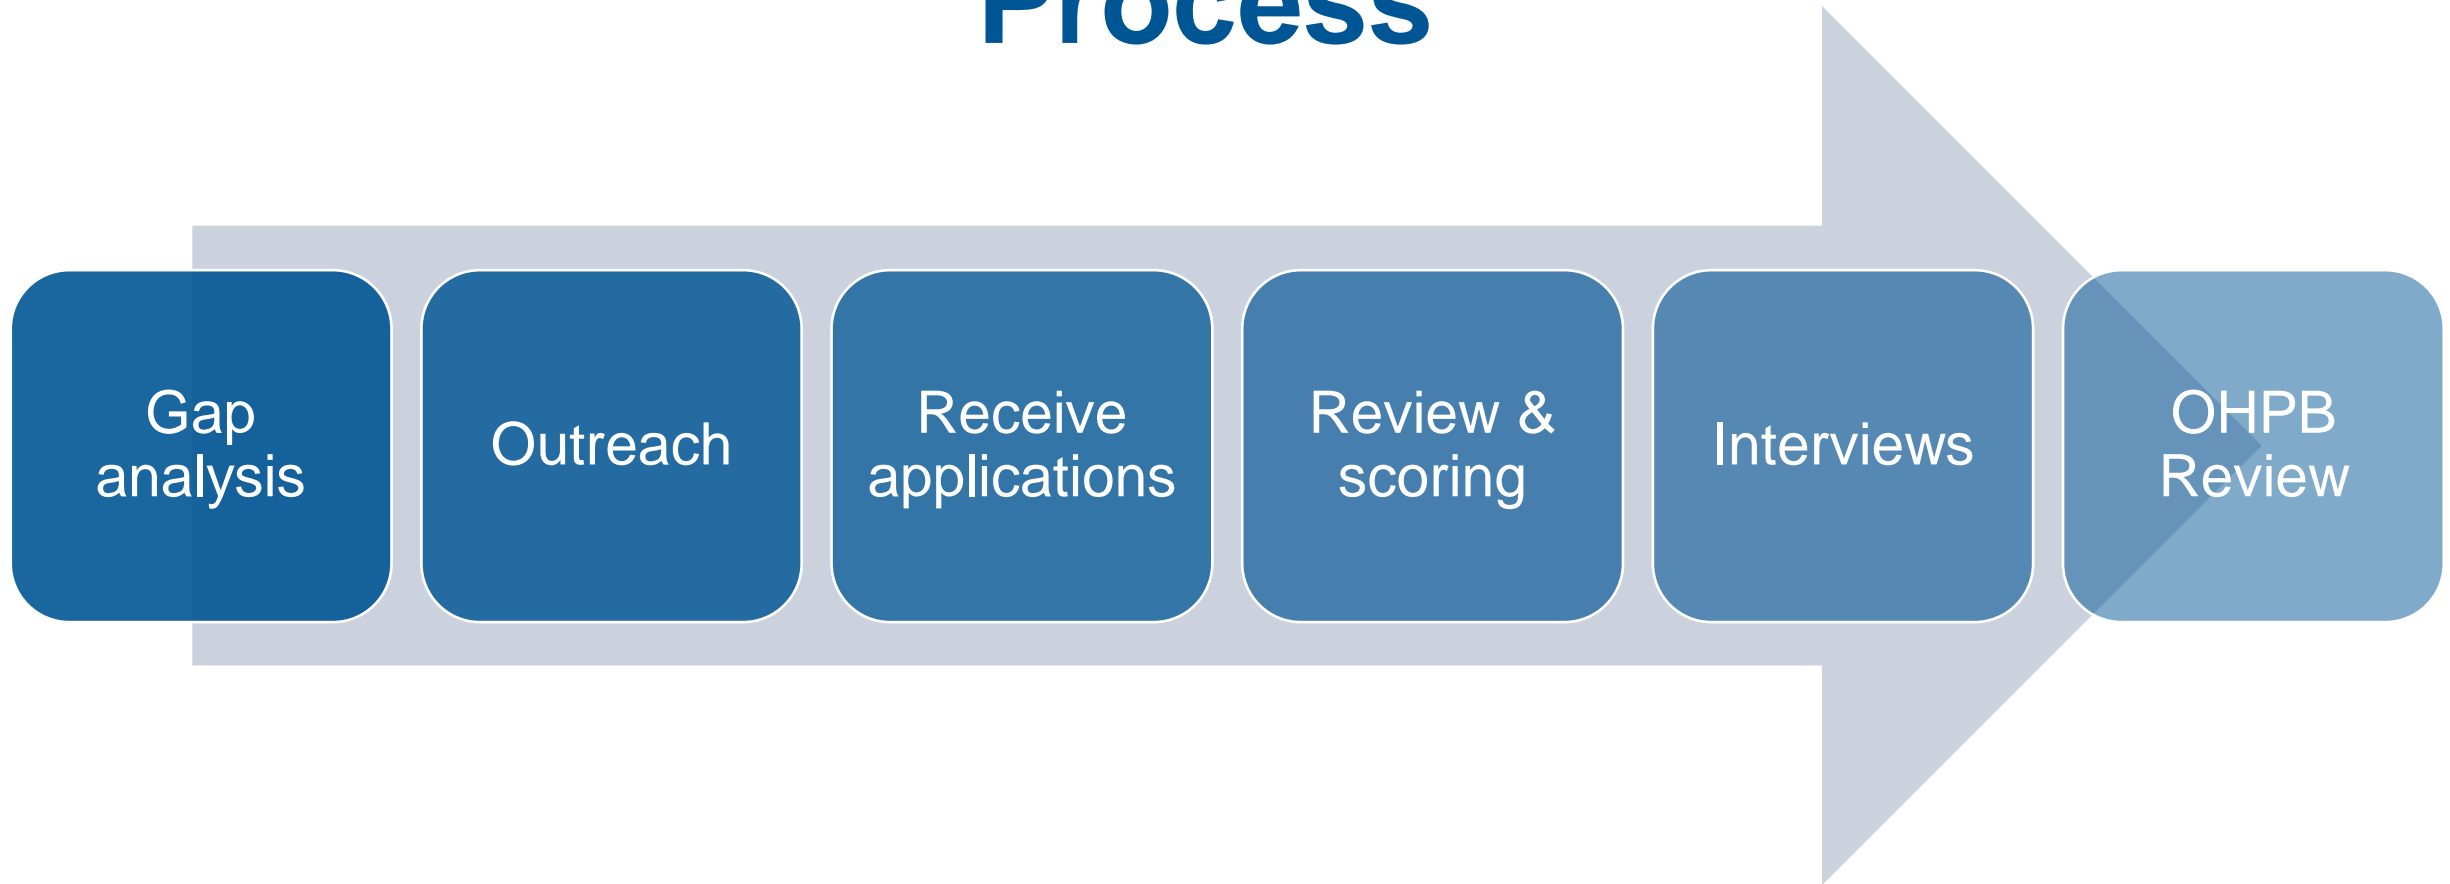 Process
Gap
analysis
Outreach
Receive
applications
Review &
scoring
Interviews
OHPB
Review